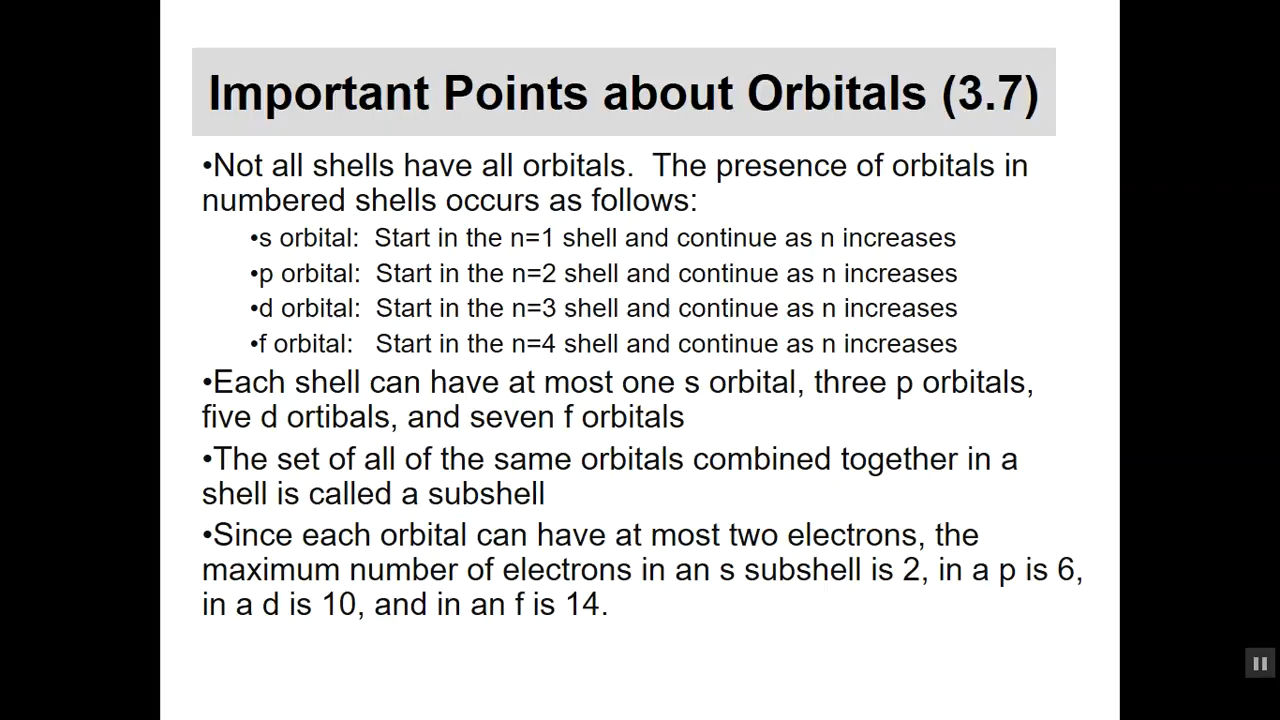 Important Points about Orbitals (3.7)
•Not all shells have all orbitals.  The presence of orbitals in
numbered shells occurs as follows:
•s orbital:  Start in the n=1 shell and continue as n increases
•p orbital:  Start in the n=2 shell and continue as n increases
•d orbital:  Start in the n=3 shell and continue as n increases
•f orbital:   Start in the n=4 shell and continue as n increases
•Each shell can have at most one s orbital, three p orbitals,
five d ortibals, and seven f orbitals
•The set of all of the same orbitals combined together in a
shell is called a subshell
•Since each orbital can have at most two electrons, the
maximum number of electrons in an s subshell is 2, in a p is 6,
in a d is 10, and in an f is 14.